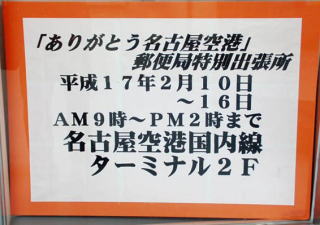 「ありがとう名古屋空港」
郵便局特別出張所
平成１７年２月１０日
～１６日
ＡＭ９時～ＰＭ２時まで
名古屋空港国内線
ターミナル２Ｆ